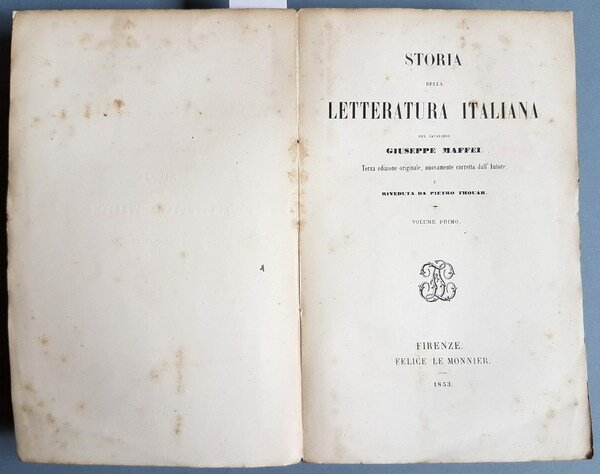 STORIA
DELLA
LETTERATURA ITALIANA
DEL CAVALIERE
GIUSEPPE MAFFEI.
Terza edizione originale, nuovamente corretta dall' Autore,
E
RIVEDUTA DA PIETRO THOUAR.
VOLUME PRIMO.
FIRENZE.
FELICE LE MONNIER.
1853.